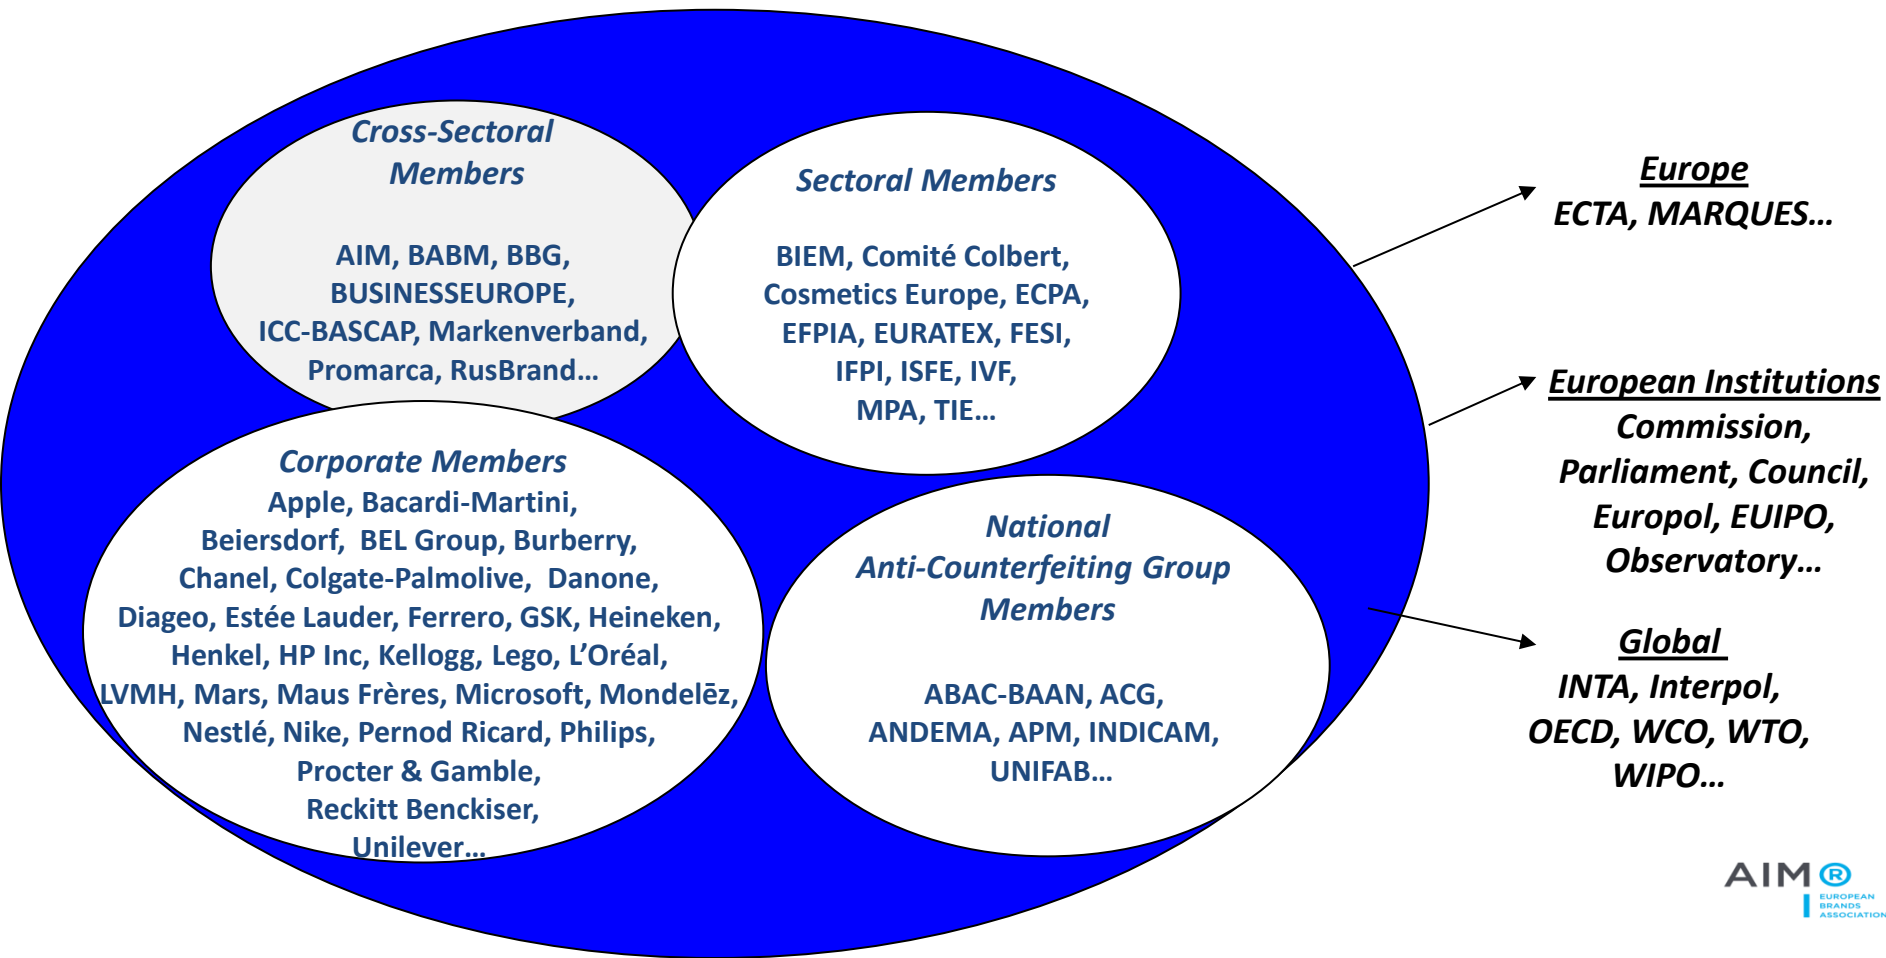 Cross-Sectoral
Members
AIM, BABM, BBG,
BUSINESSEUROPE,
ICC-BASCAP, Markenverband,
Promarca, RusBrand…
Sectoral Members
BIEM, Comité Colbert,
Cosmetics Europe, ECPA,
EFPIA, EURATEX, FESI,
IFPI, ISFE, IVF,
MPA, TIE…
Corporate Members
Apple, Bacardi-Martini,
Beiersdorf, BEL Group, Burberry,
Chanel, Colgate-Palmolive, Danone,
Diageo, Estée Lauder, Ferrero, GSK, Heineken,
Henkel, HP Inc, Kellogg, Lego, L’Oréal,
LVMH, Mars, Maus Frères, Microsoft, Mondelēz,
Nestlé, Nike, Pernod Ricard, Philips,
Procter & Gamble,
Reckitt Benckiser,
Unilever…
National
Anti-Counterfeiting Group
Members
ABAC-BAAN, ACG,
ANDEMA, APM, INDICAM,
UNIFAB…
Europe
ECTA, MARQUES…
European Institutions
Commission,
Parliament, Council,
Europol, EUIPO,
Observatory…
Global
INTA, Interpol,
OECD, WCO, WTO,
WIPO…
AIM®
EUROPEAN
BRANDS
ASSOCIATION